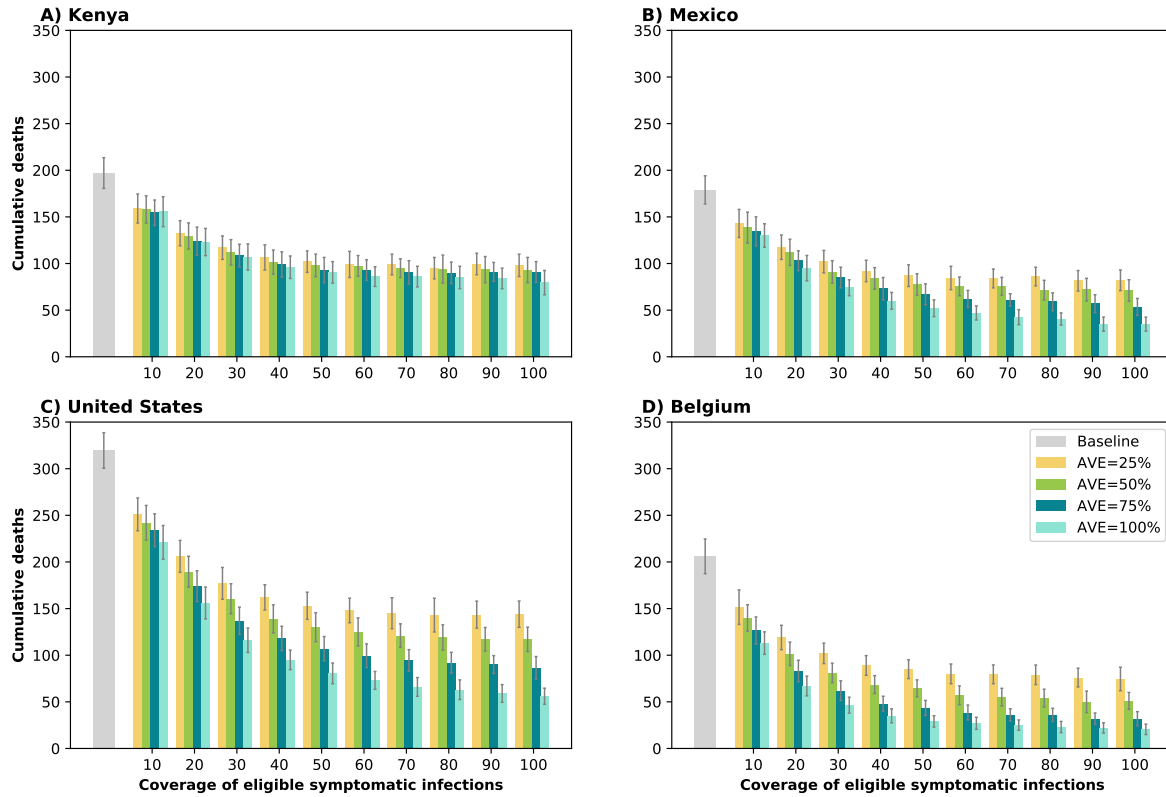 A) Kenya
B) Mexico
350
300
250
200
150
100
50
0
Cumulative deaths
10 20 30 40 50 60 70 80 90 100
350
300
250
200
150
100
50
0
10 20 30 40 50 60 70 80 90 100
C) United States
D) Belgium
350
300
250
200
150
100
50
0
Cumulative deaths
10 20 30 40 50 60 70 80 90 100
Coverage of eligible symptomatic infections
350
300
250
200
150
100
50
0
Baseline
AVE=25%
AVE=50%
AVE=75%
AVE=100%
10 20 30 40 50 60 70 80 90 100
Coverage of eligible symptomatic infections